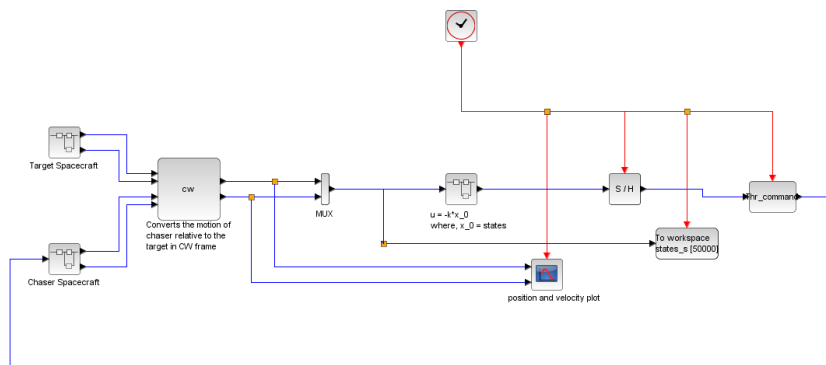 Target Spacecraft
cw
Converts the motion of
chaser relative to the
target in CW frame
Chaser Spacecraft
MUX
u = -k*x_0
where, x_0 = states
S / H
Thr_command
To workspace
states_s [50000]
position and velocity plot